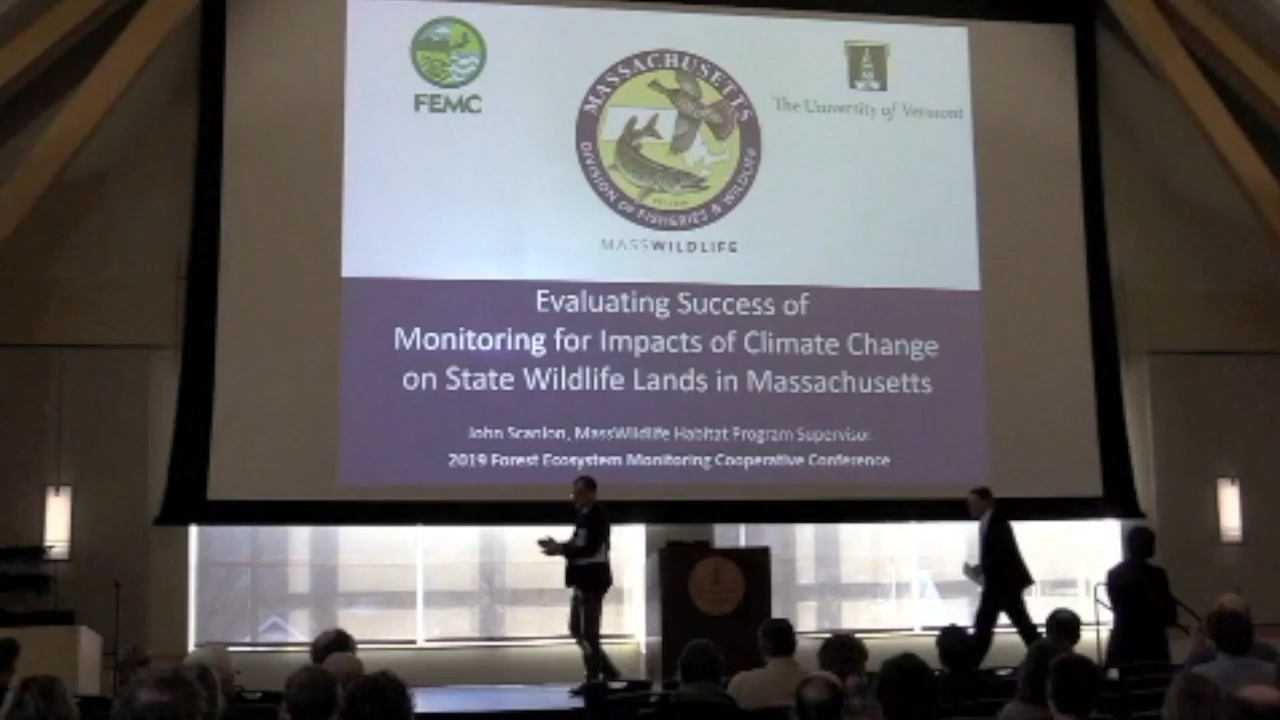 FEMC
MASSACHUSETTS
DIVISION OF FISHERIES & WILDLIFE
MASSWILDLIFE
The University of Vermont
Evaluating Success of
Monitoring for Impacts of Climate Change
on State Wildlife Lands in Massachusetts
John Scanlon, MassWildlife Habitat Program Supervisor
2019 Forest Ecosystem Monitoring Cooperative Conference